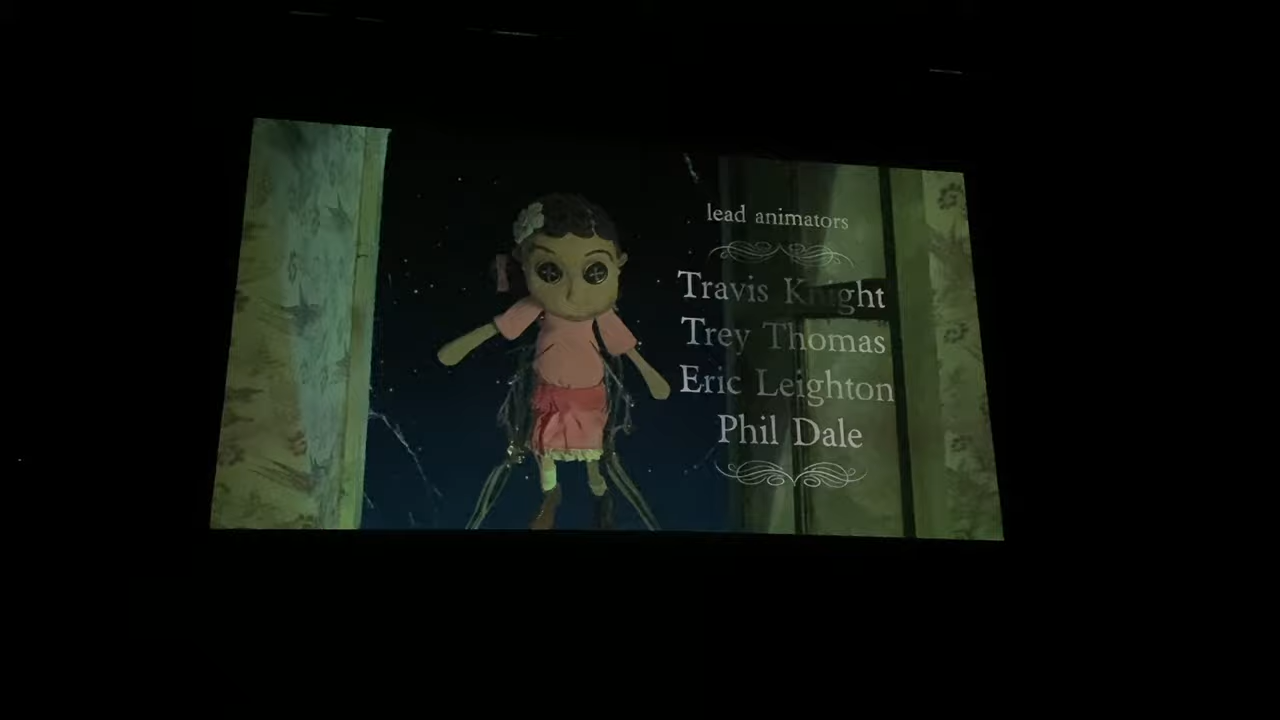 lead animators
Travis Knight
Trey Thomas
Eric Leighton
Phil Dale